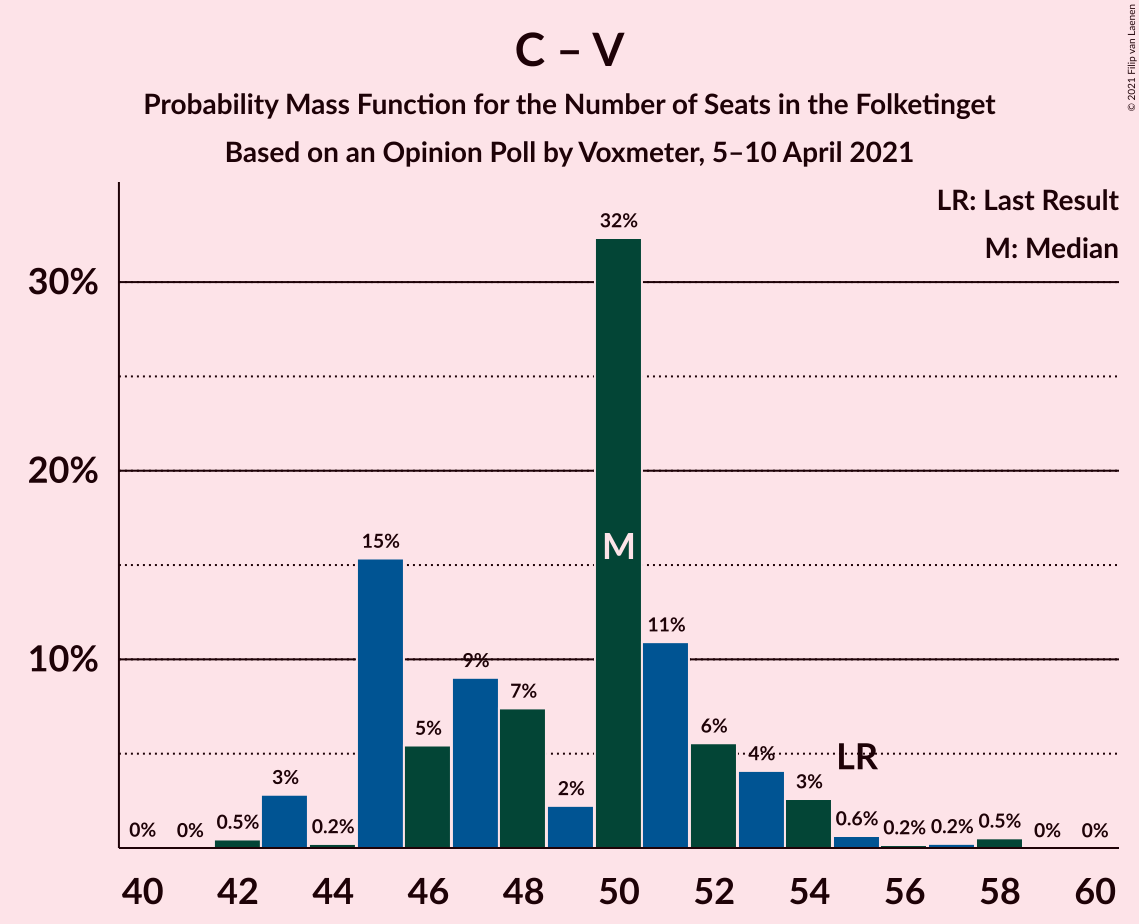 © 2021 Filip van Laenen
C – V
Probability Mass Function for the Number of Seats in the Folketinget
Based on an Opinion Poll by Voxmeter, 5–10 April 2021
LR: Last Result
M: Median
30%
20%
10%
0% 0% 0.5% 3% 0.2% 15% 5% 9% 7% 2% 32% 11% 6% 4% 3% 0.6% 0.2% 0.2% 0.5% 0% 0%
M
LR
40 42 44 46 48 50 52 54 56 58 60